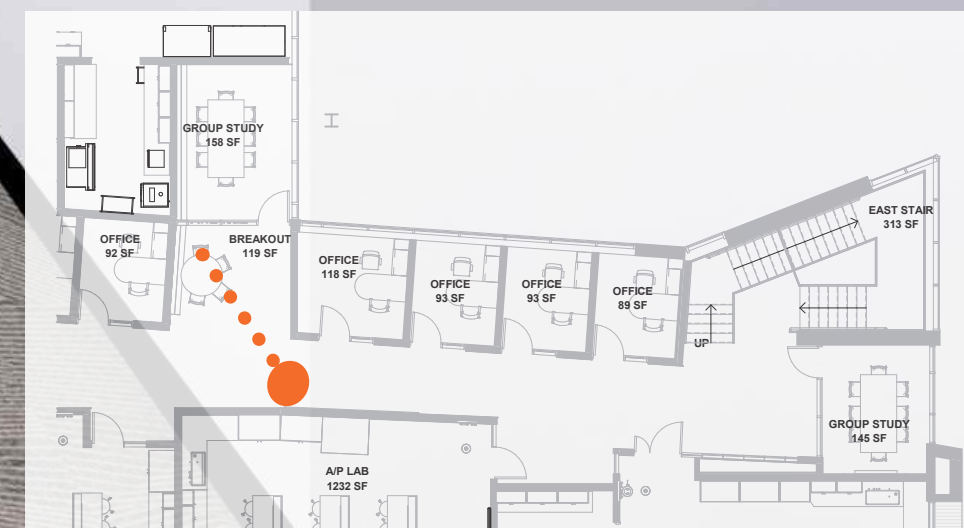 GROUP STUDY
158 SF
EAST STAIR
313 SF
OFFICE
92 SF
BREAKOUT
119 SF
OFFICE
118 SF
OFFICE
93 SF
OFFICE
93 SF
OFFICE
89 SF
UP
GROUP STUDY
145 SF
A/P LAB
1232 SF